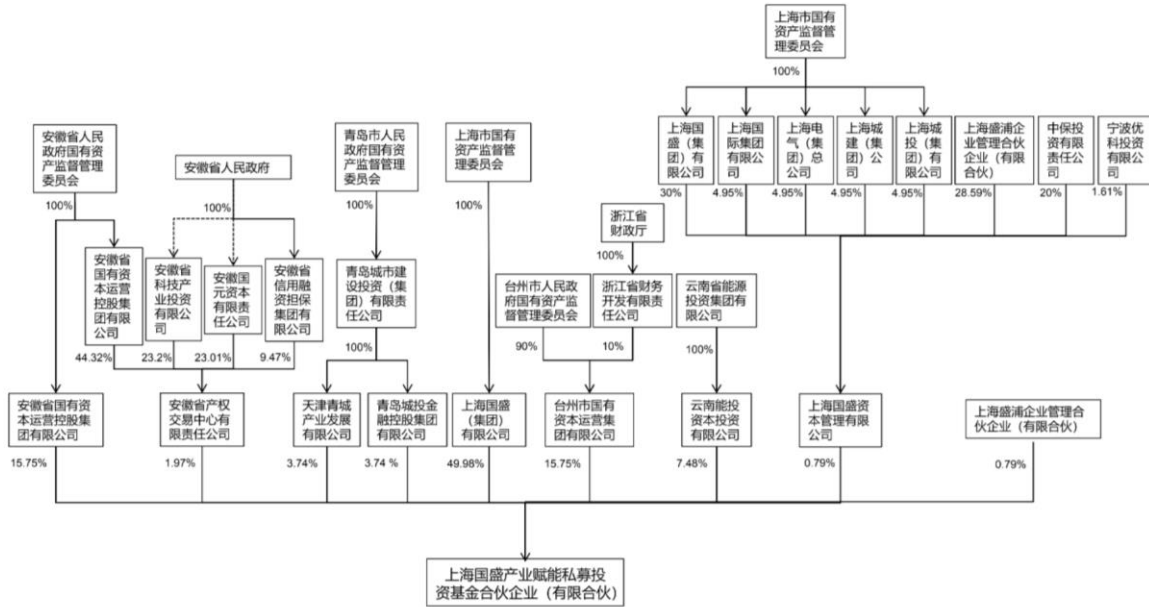 上海市国有
资产监督管
理委员会
100%
安徽省人民
政府国有资
产监督管理
委员会
安徽省人民政府
青岛市人民
政府国有资
产监督管理
委员会
上海市国有
资产监督管
理委员会
上海国
盛（集
团）有
限公司
上海国
际集团
有限公
司
上海电
气（集
团）总
公司
上海城
建（集
团）公
司
上海城
投（集
团）有
限公司
上海盛浦企
业管理合伙
企业（有限
合伙）
中保投
资有限
责任公
司
宁波优
科投资
有限公
司
30%
4.95%
4.95%
4.95%
4.95%
28.59%
20%
1.61%
100%
100%
100%
100%
浙江省
财政厅
100%
安徽省
国有资
本运营
控股集
团有限
公司
安徽省
科技产
业投资
有限公
司
安徽国
元资本
有限责
任公司
安徽省
信用融
资担保
集团有
限公司
青岛城市建
设投资（集
团）有限责
任公司
台州市人民政
府国有资产监
督管理委员会
浙江省财务
开发有限责
任公司
云南省能源
投资集团有
限公司
44.32%
23.2%
23.01%
9.47%
100%
90%
10%
100%
安徽省国有资
本运营控股集
团有限公司
安徽省产权
交易中心有
限责任公司
天津青城
产业发展
有限公司
青岛城投金
融控股集团
有限公司
上海国盛
（集团）
有限公司
台州市国有
资本运营集
团有限公司
云南能投
资本投资
有限公司
上海国盛资
本管理有限
公司
上海盛浦企业管理合
伙企业（有限合伙）
15.75%
1.97%
3.74%
3.74 %
49.98%
15.75%
7.48%
0.79%
0.79%
上海国盛产业赋能私募投
资基金合伙企业（有限合伙）